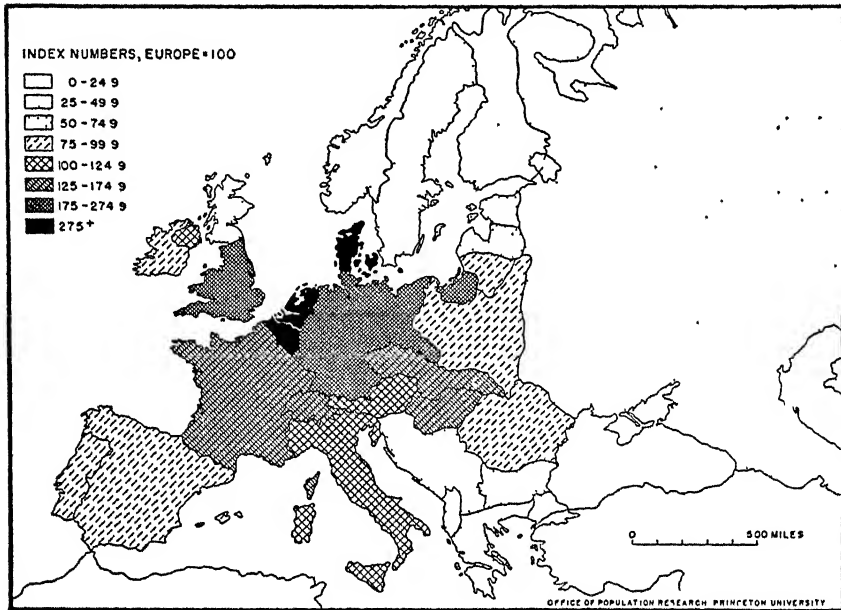 INDEX NUMBERS, EUROPE=100
0-24 9
25-49 9
50-74 9
75-99 9
100-124 9
125-174 9
175-274 9
275+
0 500 MILES
OFFICE OF POPULATION RESEARCH PRINCETON UNIVERSITY